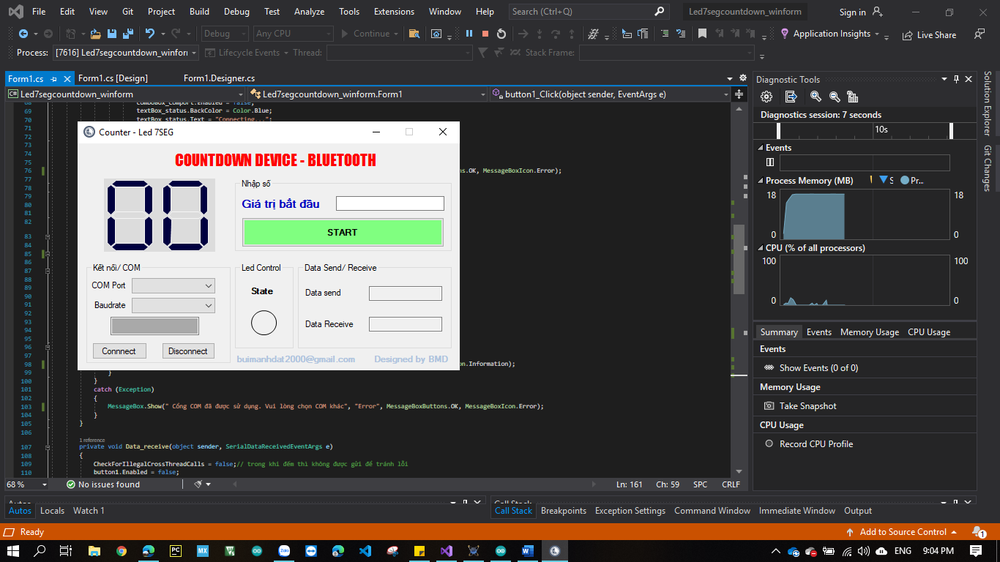 File Edit View Git Project Build Debug Test Analyze Tools Extensions Window Help Search (Ctrl+Q) Led7segcountdown_winform Sign in
Debug Any CPU Continue Application Insights Live Share
Process: [7616] Led7segcountdown_winforn Lifecycle Events Thread: Stack Frame:
Form1.cs Form1.cs [Design] Form1.Designer.cs
Led7segcountdown_winform Led7segcountdown_winform.Form1 button1_Click(object sender, EventArgs e)
68 comboBox_comport.Enabled = false;
69 textBox_status.BackColor = Color.Blue;
70 textBox_status.Text = "Connecting...";
71
72
73
74
75
76 ns.OK, MessageBoxIcon.Error);
77
78
79
80
81
82
83
84
85
86
87
88
89
90
91
92
93
94
95
96
97
98 on.Information);
99 }
100 }
101 catch (Exception)
102 {
103 MessageBox.Show(" Cổng COM đã được sử dụng. Vui lòng chọn COM khác", "Error", MessageBoxButtons.OK, MessageBoxIcon.Error);
104 }
105 }
106
1 reference
107 private void Data_receive(object sender, SerialDataReceivedEventArgs e)
108 {
109 CheckForIllegalCrossThreadCalls = false;// trong khi đếm thì không được gửi để tránh lỗi
110 button1.Enabled = false;
Counter - Led 7SEG
COUNTDOWN DEVICE - BLUETOOTH
00
Nhập số
Giá trị bắt đầu
START
Kết nối/ COM
COM Port
Baudrate
Connnect Disconnect
Led Control
State
Data Send/ Receive
Data send
Data Receive
buimanhdat2000@gmail.com Designed by BMD
68 % No issues found Ln: 161 Ch: 59 SPC CRLF
Diagnostic Tools
Diagnostics session: 7 seconds
10s
Events
Process Memory (MB) S Pr...
18 18
0 0
CPU (% of all processors)
100 100
0 0
Summary Events Memory Usage CPU Usage
Events
Show Events (0 of 0)
Memory Usage
Take Snapshot
CPU Usage
Record CPU Profile
Solution Explorer
Git Changes
Autos Call Stack
Autos Locals Watch 1
Call Stack Breakpoints Exception Settings Command Window Immediate Window Output
Ready Add to Source Control 1
PC MX Zalo ENG 9:04 PM